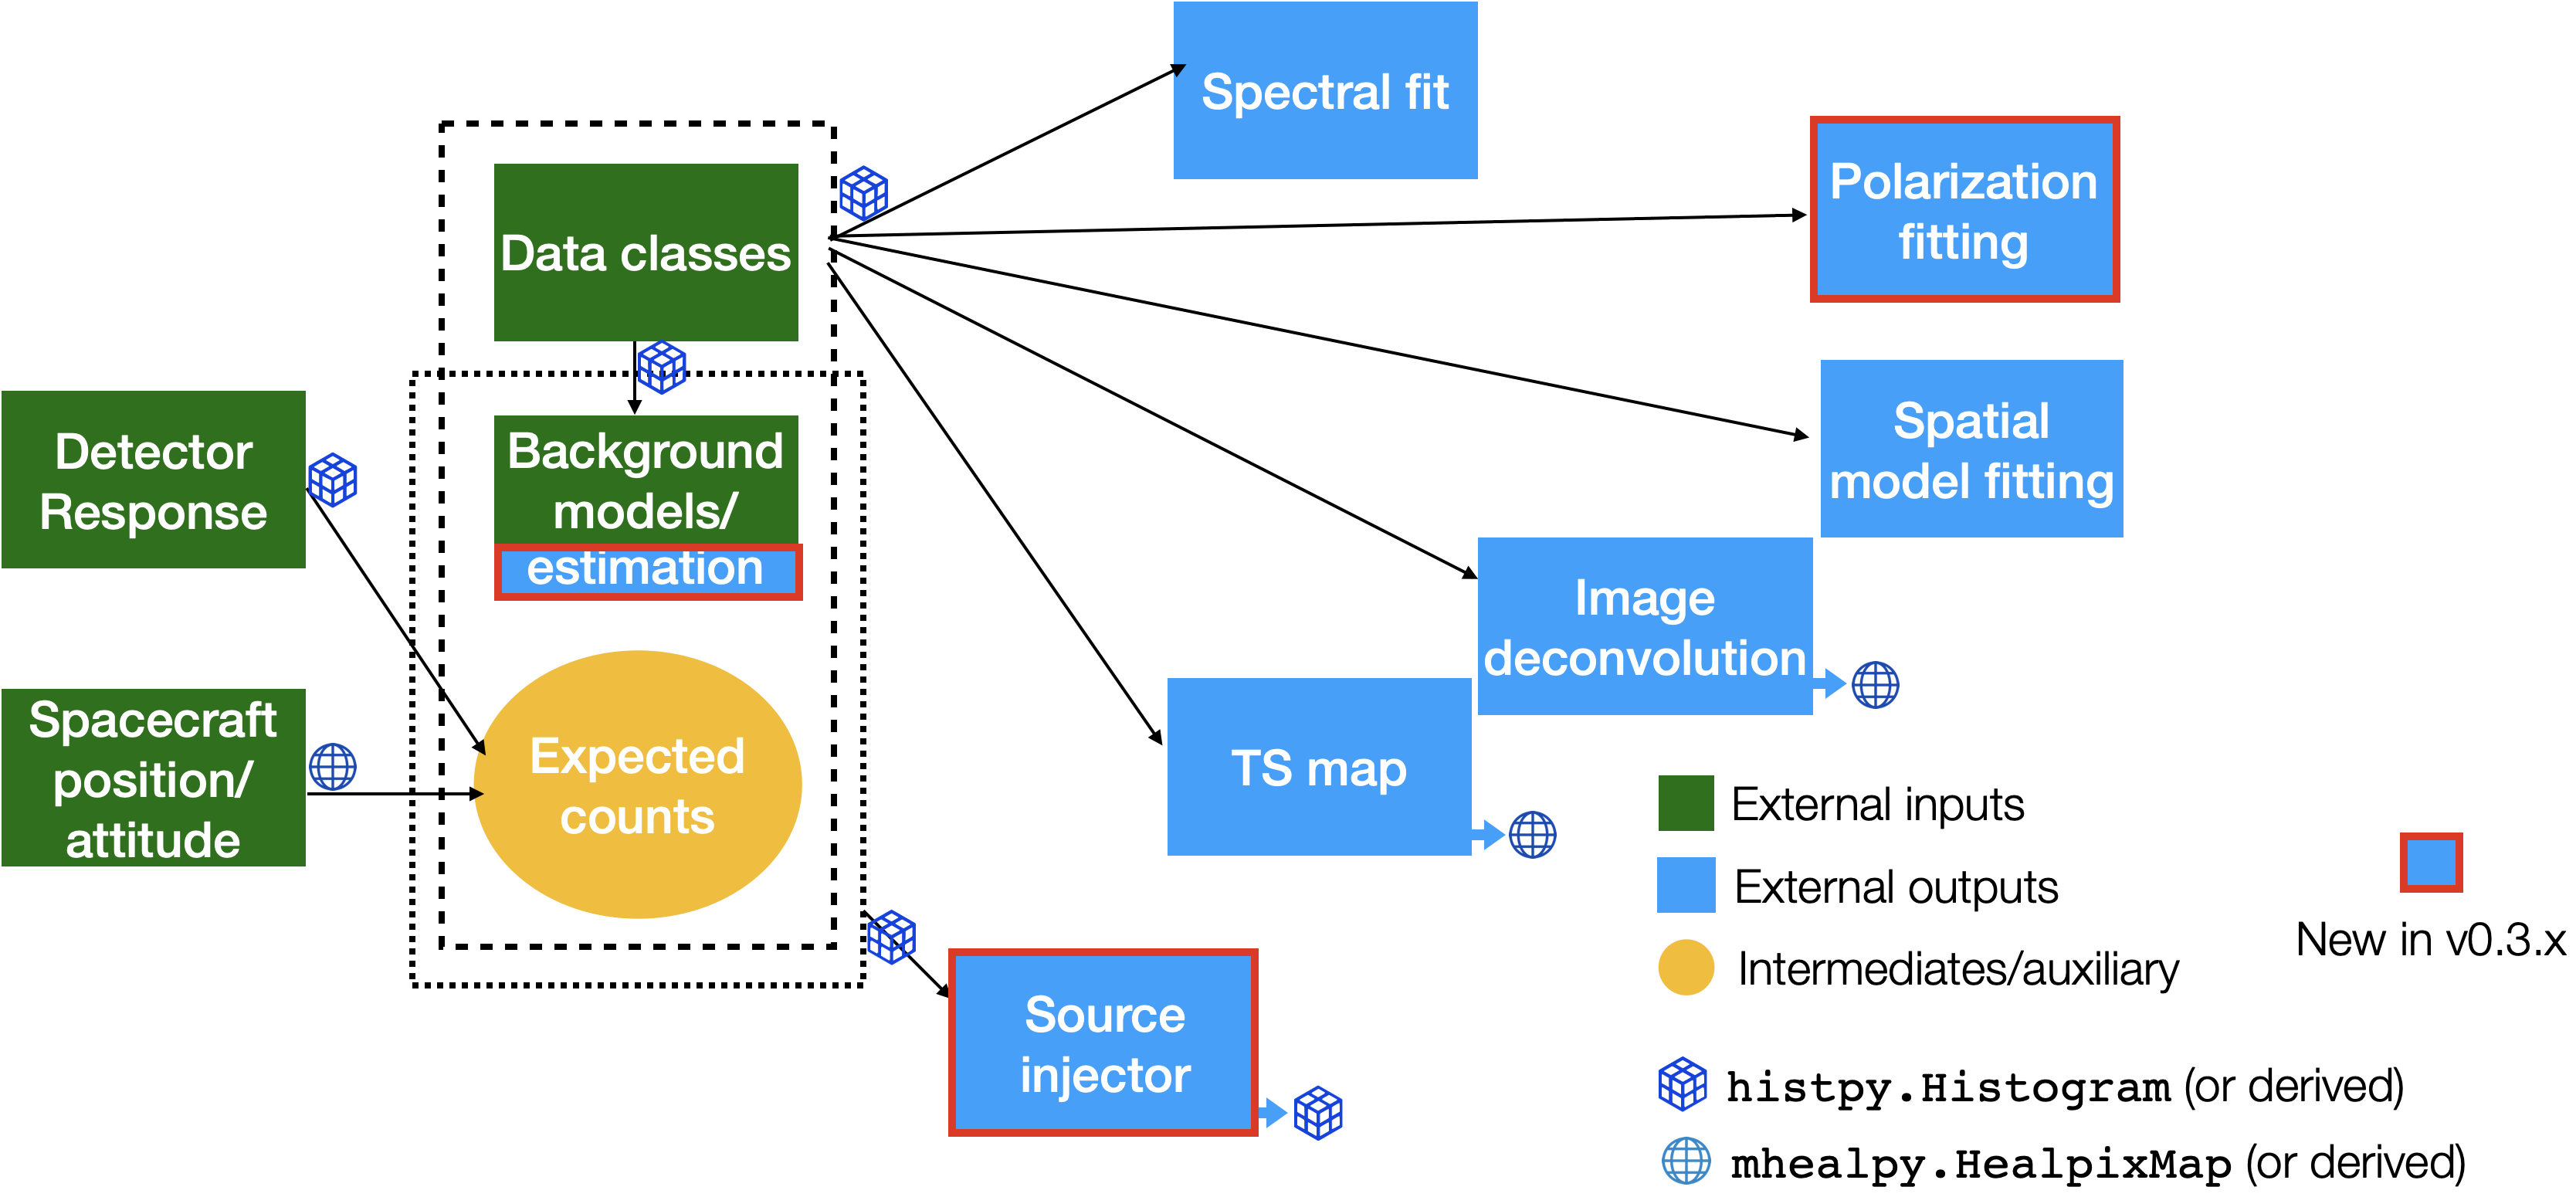 Spectral fit
Polarization
fitting
Data classes
Spatial
model fitting
Detector
Response
Background
models/
estimation
Image
deconvolution
Spacecraft
position/
attitude
Expected
counts
TS map
External inputs
External outputs
Intermediates/auxiliary
New in v0.3.x
Source
injector
histpy.Histogram (or derived)
mhealpy.HealpixMap (or derived)